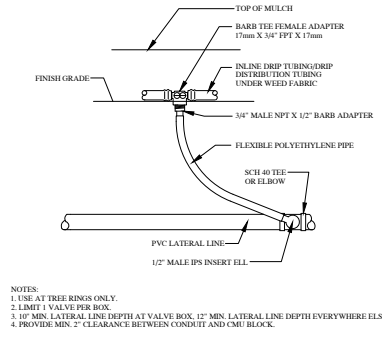 TOP OF MULCH
BARB TEE FEMALE ADAPTER
17mm X 3/4" FPT X 17mm
INLINE DRIP TUBING/DRIP
DISTRIBUTION TUBING
UNDER WEED FABRIC
FINISH GRADE
3/4" MALE NPT X 1/2" BARB ADAPTER
FLEXIBLE POLYETHYLENE PIPE
SCH 40 TEE
OR ELBOW
PVC LATERAL LINE
1/2" MALE IPS INSERT ELL
NOTES:
1. USE AT TREE RINGS ONLY.
2. LIMIT 1 VALVE PER BOX.
3. 10" MIN. LATERAL LINE DEPTH AT VALVE BOX, 12" MIN. LATERAL LINE DEPTH EVERYWHERE ELS
4. PROVIDE MIN. 2" CLEARANCE BETWEEN CONDUIT AND CMU BLOCK.